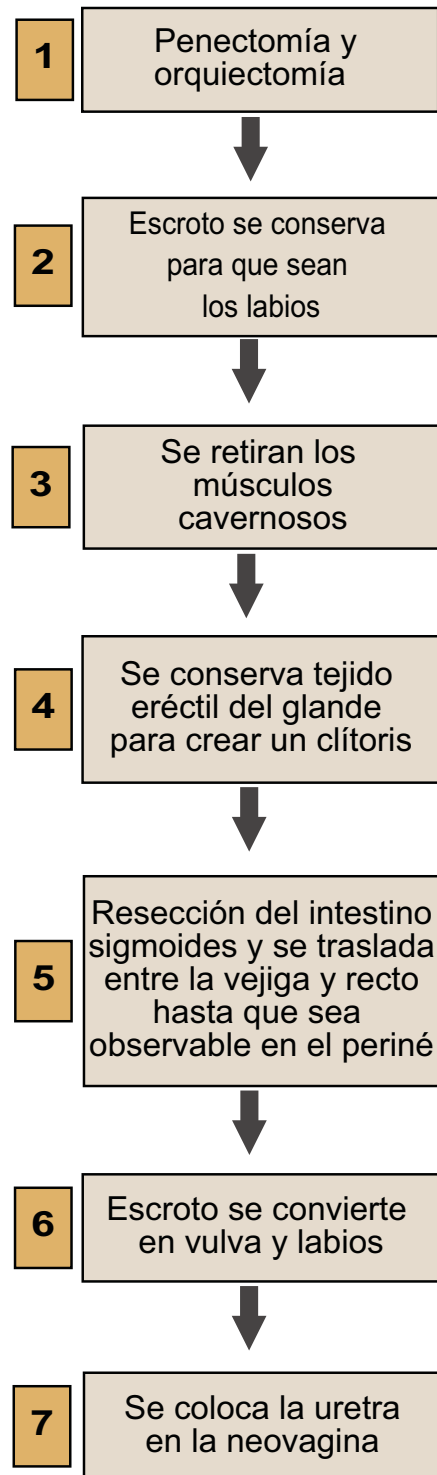 1
Penectomía y
orquiectomía
2
Escroto se conserva
para que sean
los labios
3
Se retiran los
músculos
cavernosos
4
Se conserva tejido
eréctil del glande
para crear un clítoris
5
Resección del intestino
sigmoides y se traslada
entre la vejiga y recto
hasta que sea
observable en el periné
6
Escroto se convierte
en vulva y labios
7
Se coloca la uretra
en la neovagina